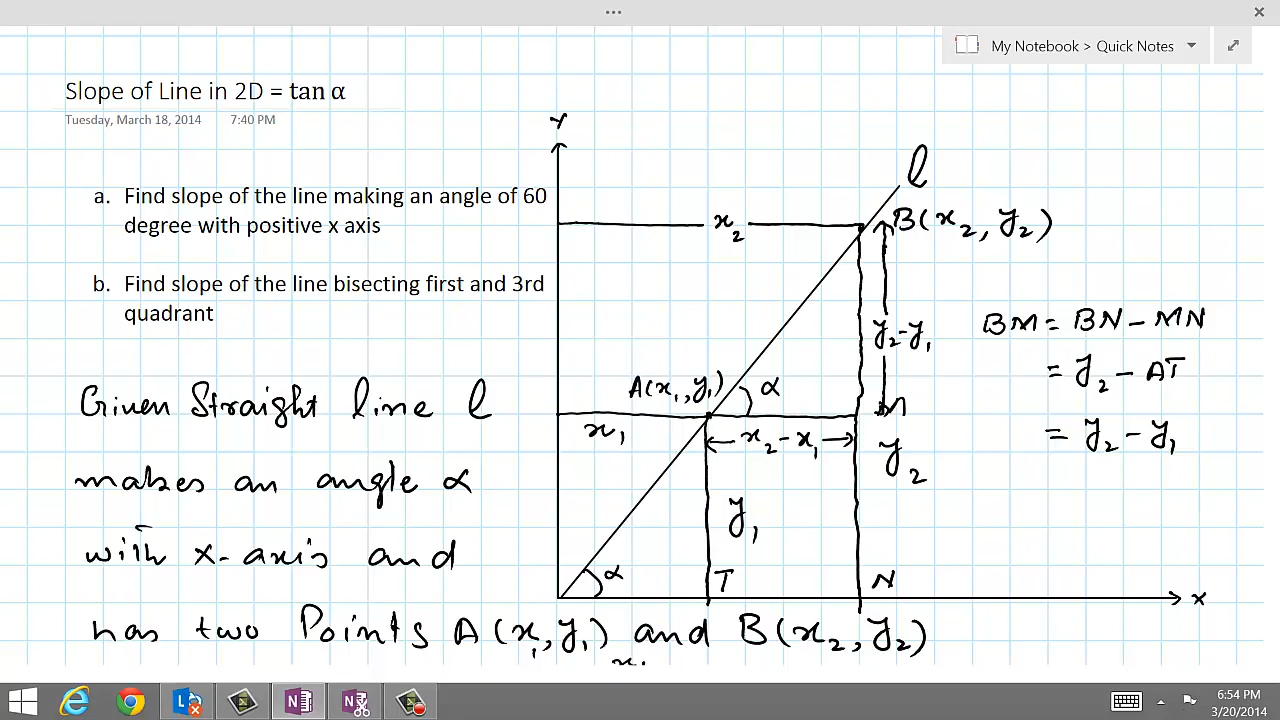 My Notebook > Quick Notes
Slope of Line in 2D = tan α
Tuesday, March 18, 2014 7:40 PM
a. Find slope of the line making an angle of 60
degree with positive x axis
b. Find slope of the line bisecting first and 3rd
quadrant
Given Straight line l
makes an angle α
with x-axis and
has two Points A(x₁, y₁) and B(x₂, y₂)
Y
l
x₂
B(x₂, y₂)
y₂-y₁
A(x₁, y₁)
α
M
x₁
x₂-x₁
y₂
y₁
α
T
N
X
BM = BN - MN
= y₂ - AT
= y₂ - y₁
6:54 PM
3/20/2014